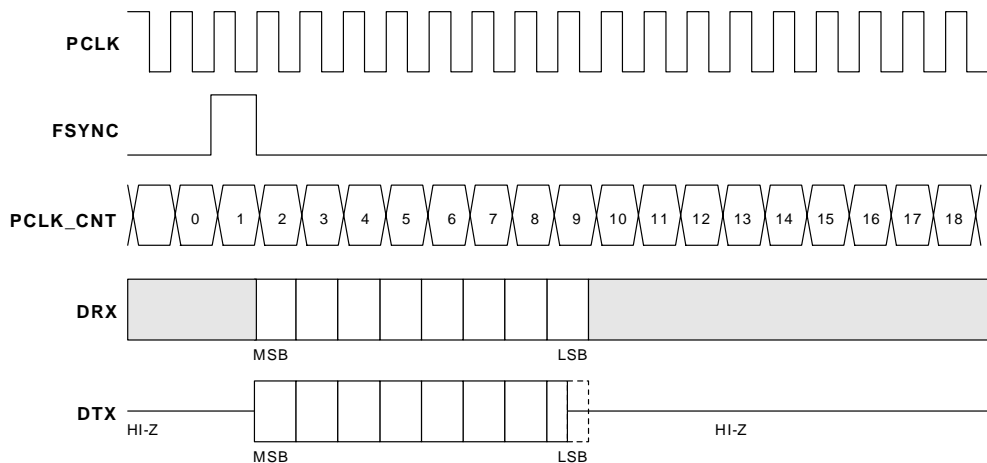 PCLK
FSYNC
PCLK_CNT 0 1 2 3 4 5 6 7 8 9 10 11 12 13 14 15 16 17 18
DRX
MSB LSB
DTX
HI-Z HI-Z
MSB LSB